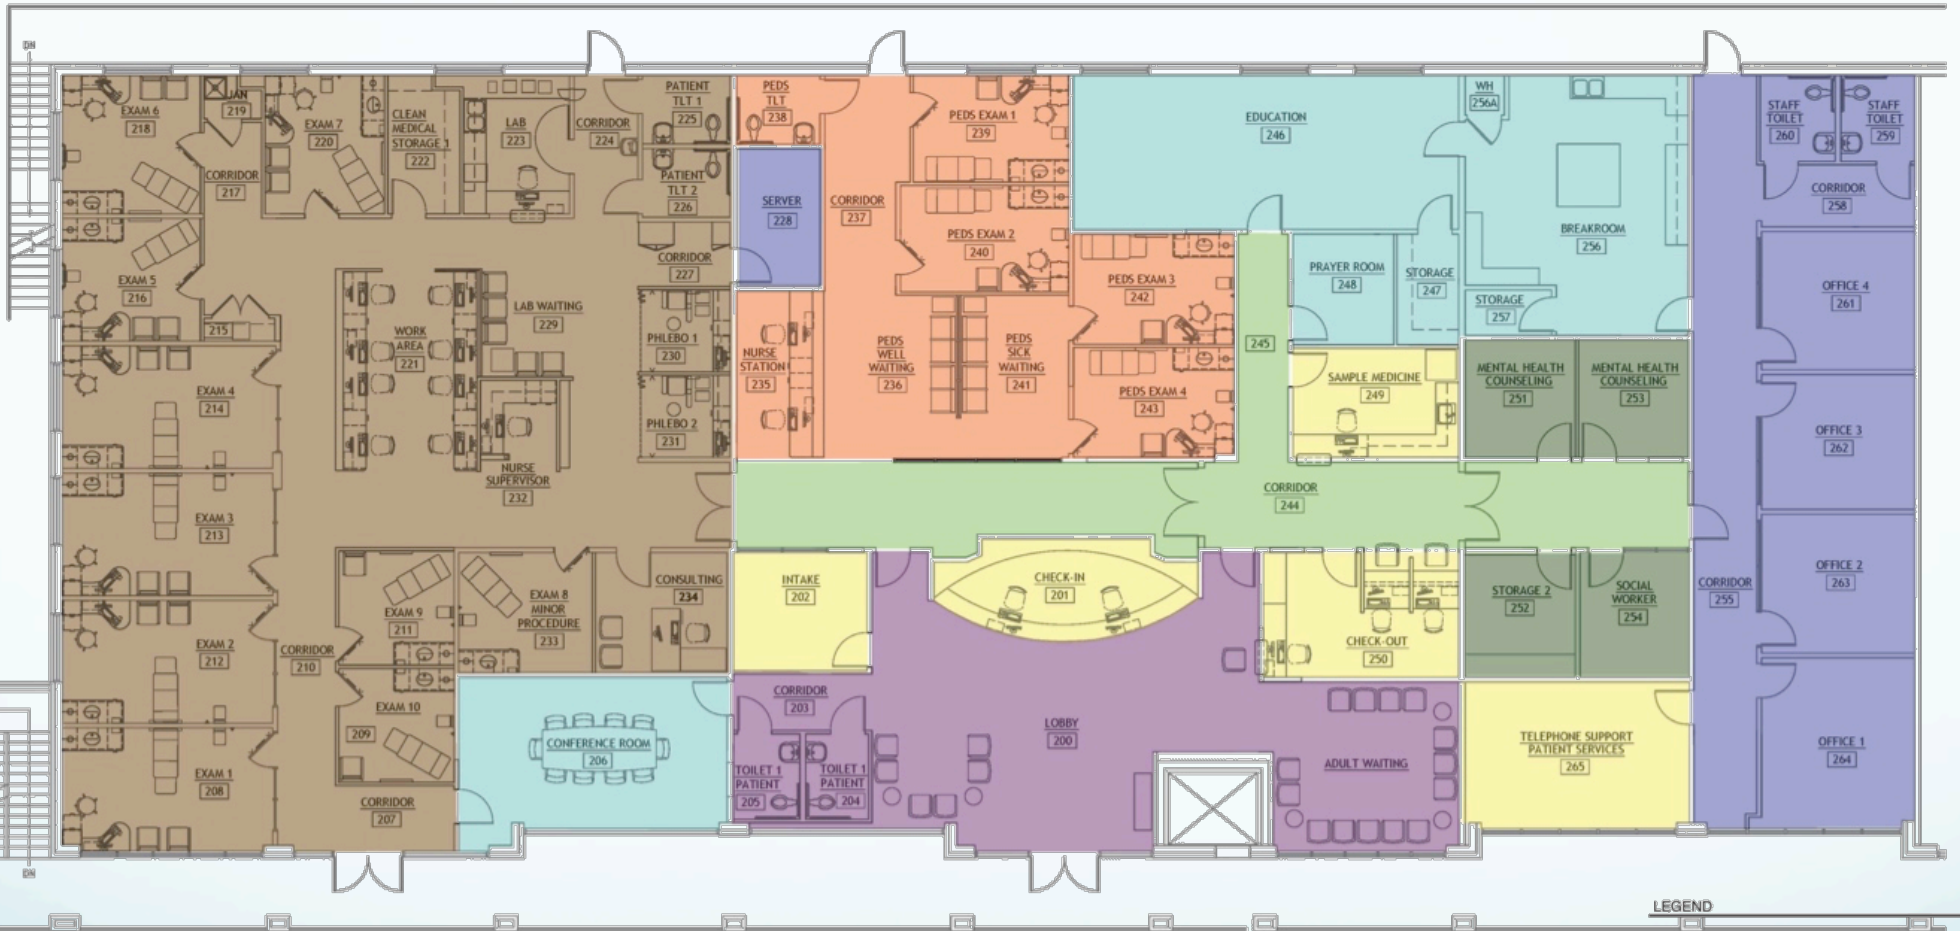 DN
EXAM 6
218
JAN
219
EXAM 7
220
CLEAN
MEDICAL
STORAGE 1
222
LAB
223
CORRIDOR
224
PATIENT
TLT 1
225
PATIENT
TLT 2
226
CORRIDOR
217
CORRIDOR
227
EXAM 5
216
215
WORK
AREA
221
LAB WAITING
229
PHLEBO 1
230
PHLEBO 2
231
EXAM 4
214
NURSE
SUPERVISOR
232
EXAM 3
213
EXAM 2
212
CORRIDOR
210
EXAM 9
211
EXAM 8
MINOR
PROCEDURE
233
CONSULTING
234
EXAM 10
209
EXAM 1
208
CORRIDOR
207
CONFERENCE ROOM
206
PEDS
TLT
238
SERVER
228
CORRIDOR
237
PEDS EXAM 1
239
PEDS EXAM 2
240
PEDS EXAM 3
242
PEDS EXAM 4
243
NURSE
STATION
235
PEDS
WELL
WAITING
236
PEDS
SICK
WAITING
241
EDUCATION
246
WH
256A
BREAKROOM
256
PRAYER ROOM
248
STORAGE
247
STORAGE
257
245
SAMPLE MEDICINE
249
MENTAL HEALTH
COUNSELING
251
MENTAL HEALTH
COUNSELING
253
CORRIDOR
244
INTAKE
202
CHECK-IN
201
CHECK-OUT
250
STORAGE 2
252
SOCIAL
WORKER
254
CORRIDOR
203
TOILET 1
PATIENT
205
TOILET 1
PATIENT
204
LOBBY
200
ADULT WAITING
TELEPHONE SUPPORT
PATIENT SERVICES
265
STAFF
TOILET
260
STAFF
TOILET
259
CORRIDOR
258
OFFICE 4
261
OFFICE 3
262
OFFICE 2
263
CORRIDOR
255
OFFICE 1
264
DN
LEGEND